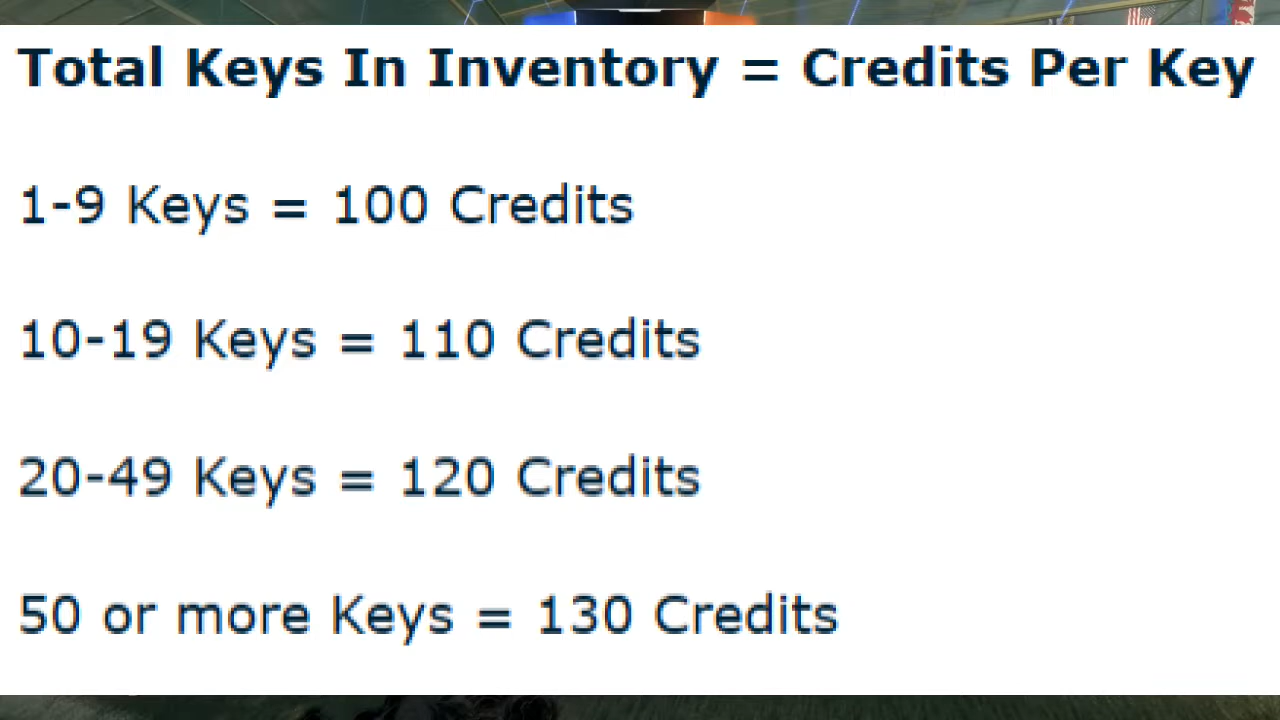 Total Keys In Inventory = Credits Per Key
1-9 Keys = 100 Credits
10-19 Keys = 110 Credits
20-49 Keys = 120 Credits
50 or more Keys = 130 Credits